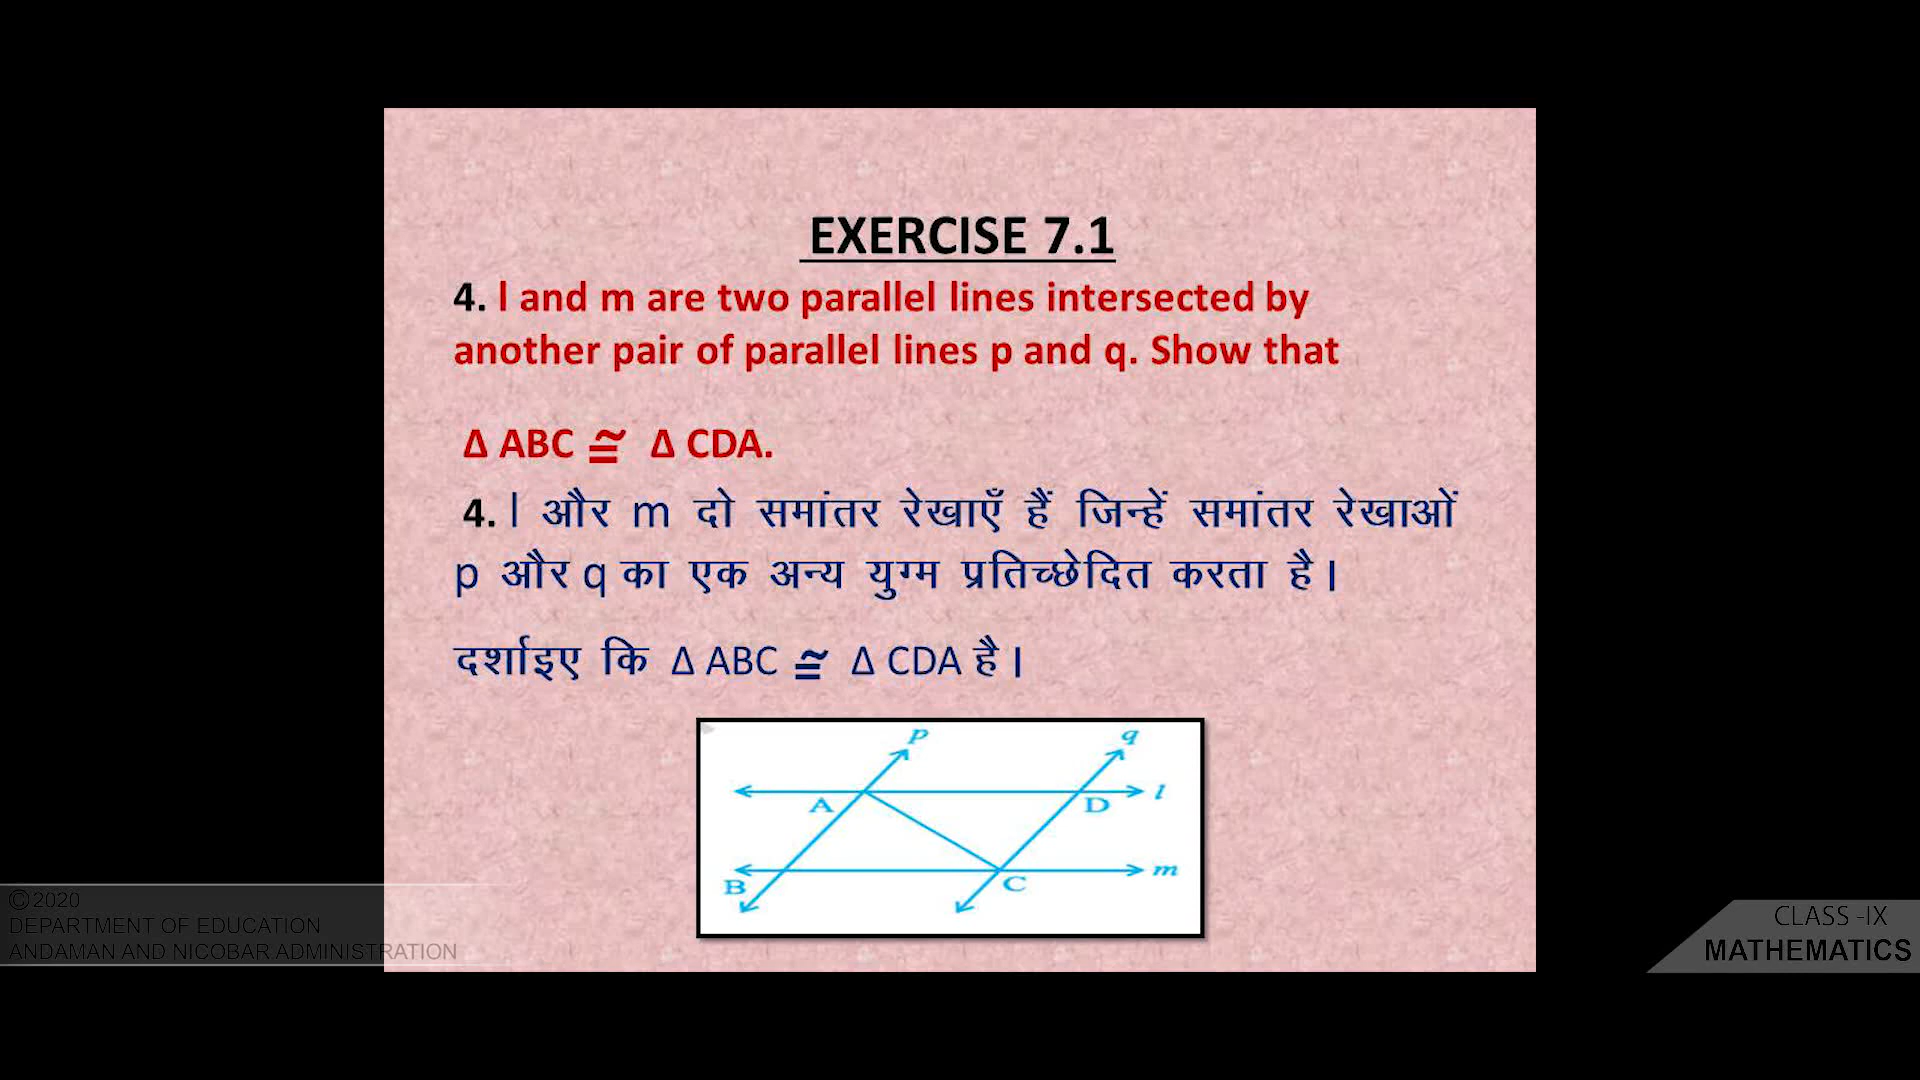 EXERCISE 7.1
4. l and m are two parallel lines intersected by
another pair of parallel lines p and q. Show that
Δ ABC ≅ Δ CDA.
4. l और m दो समांतर रेखाएँ हैं जिन्हें समांतर रेखाओं
p और q का एक अन्य युग्म प्रतिच्छेदित करता है।
दर्शाइए कि Δ ABC ≅ Δ CDA है।
p q
A D l
B C m
©2020
DEPARTMENT OF EDUCATION
ANDAMAN AND NICOBAR.ADMINISTRATION
CLASS -IX
MATHEMATICS